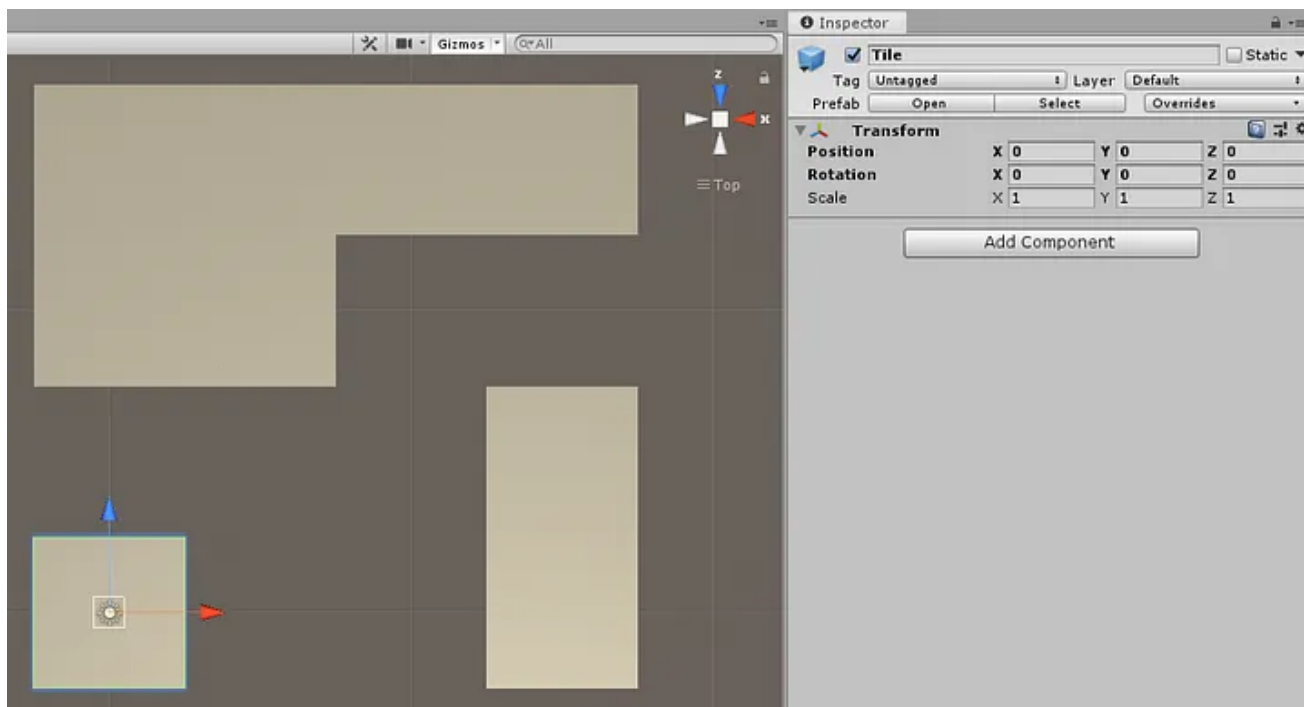 Inspector
Gizmos All
Tile Static
Tag Untagged Layer Default
Prefab Open Select Overrides
Transform
Position X 0 Y 0 Z 0
Rotation X 0 Y 0 Z 0
Scale X 1 Y 1 Z 1
Add Component
z
x
Top